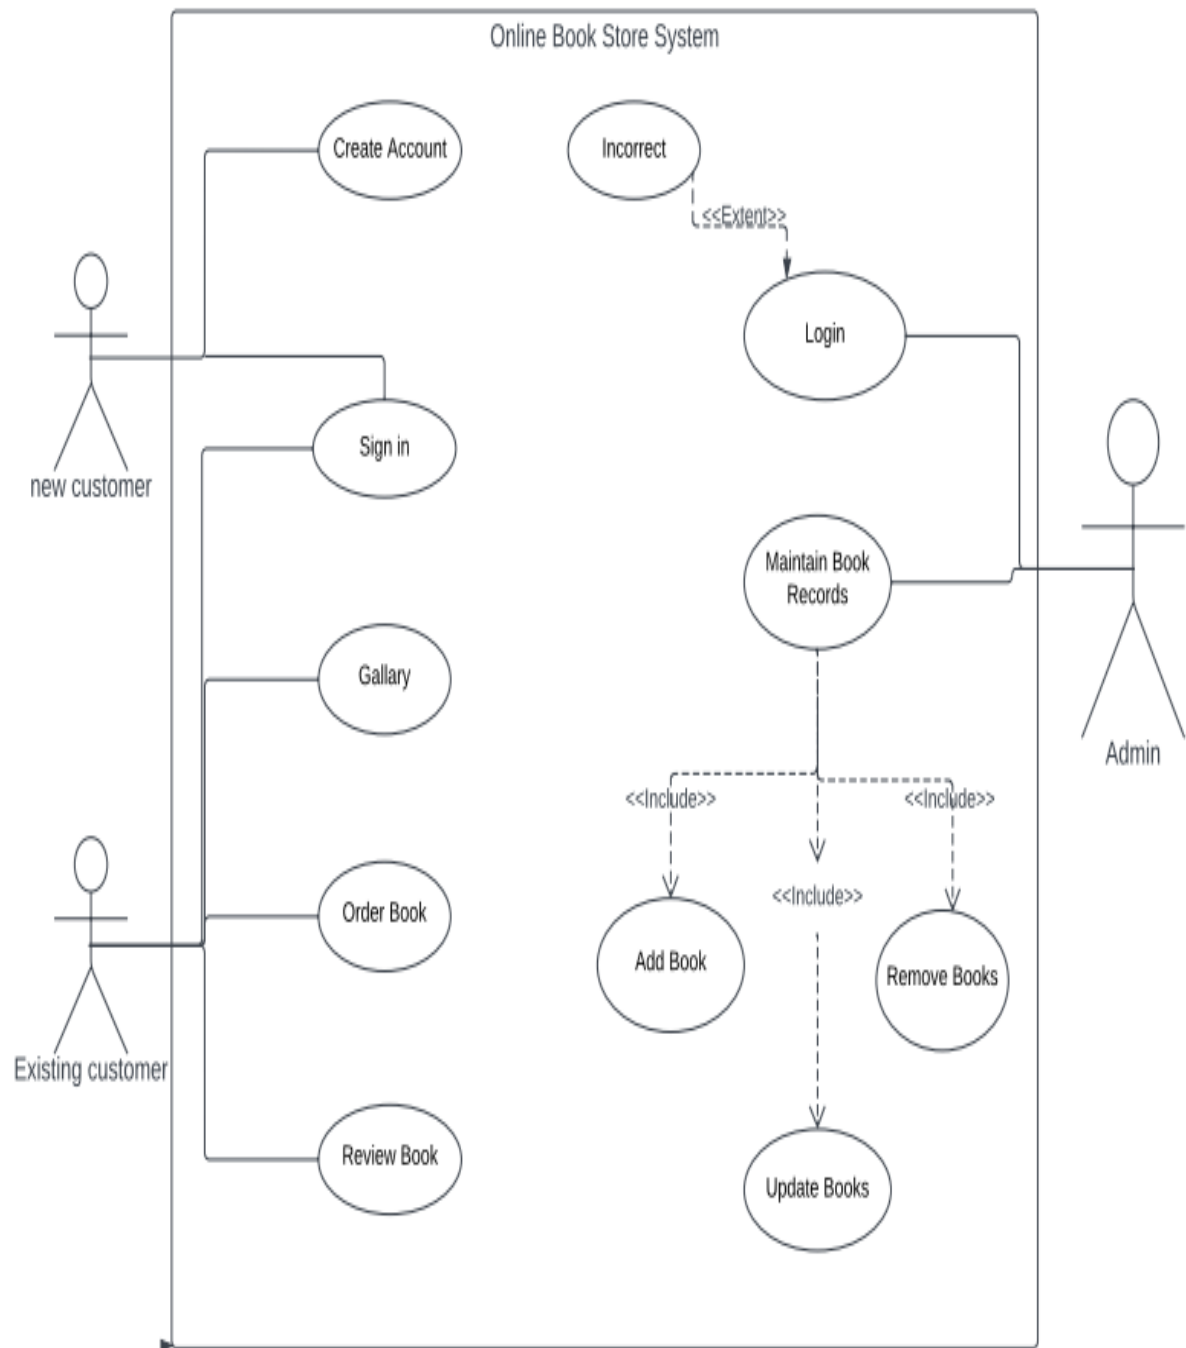 Online Book Store System
Create Account
Incorrect
<<Extent>>
Login
new customer
Sign in
Maintain Book
Records
Gallary
Admin
<<Include>>
<<Include>>
<<Include>>
Order Book
Add Book
Remove Books
Existing customer
Review Book
Update Books